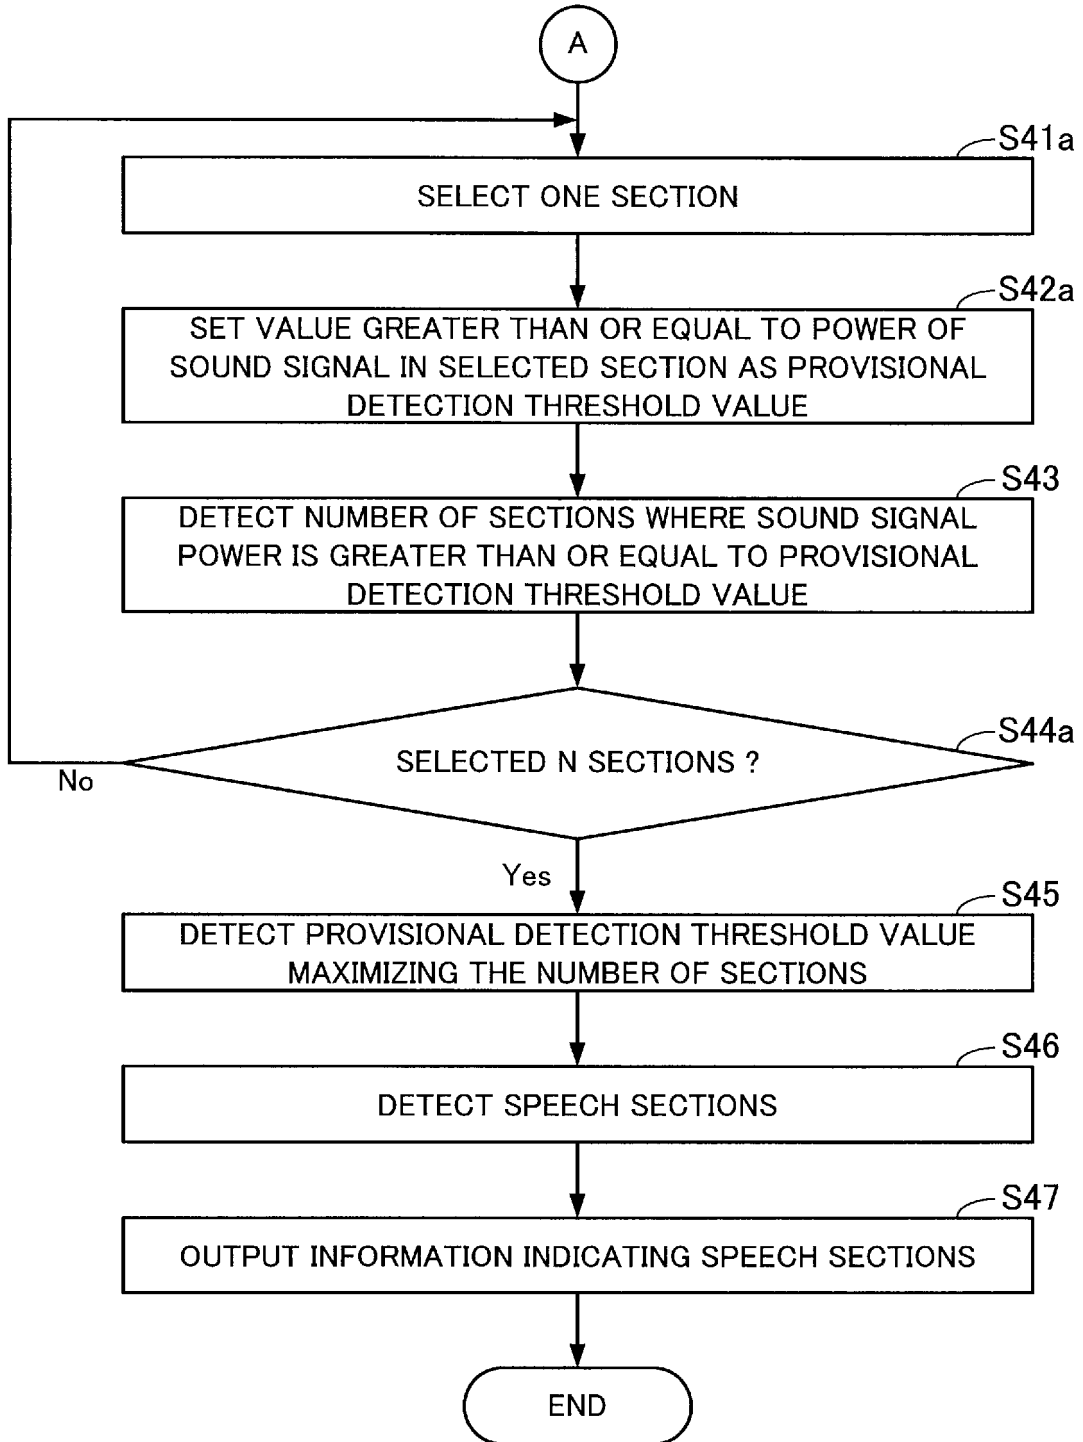 A
S41a
SELECT ONE SECTION
S42a
SET VALUE GREATER THAN OR EQUAL TO POWER OF
SOUND SIGNAL IN SELECTED SECTION AS PROVISIONAL
DETECTION THRESHOLD VALUE
S43
DETECT NUMBER OF SECTIONS WHERE SOUND SIGNAL
POWER IS GREATER THAN OR EQUAL TO PROVISIONAL
DETECTION THRESHOLD VALUE
S44a
SELECTED N SECTIONS ?
No
Yes
S45
DETECT PROVISIONAL DETECTION THRESHOLD VALUE
MAXIMIZING THE NUMBER OF SECTIONS
S46
DETECT SPEECH SECTIONS
S47
OUTPUT INFORMATION INDICATING SPEECH SECTIONS
END